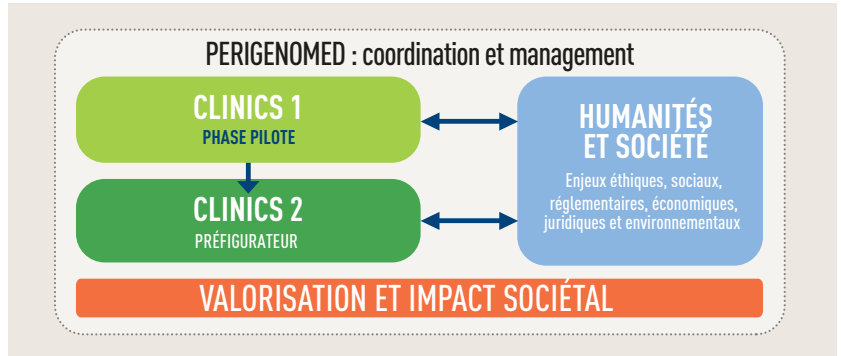 PERIGENOMED : coordination et management
CLINICS 1
PHASE PILOTE
CLINICS 2
PRÉFIGURATEUR
HUMANITÉS
ET SOCIÉTÉ
Enjeux éthiques, sociaux,
réglementaires, économiques,
juridiques et environnementaux
VALORISATION ET IMPACT SOCIÉTAL